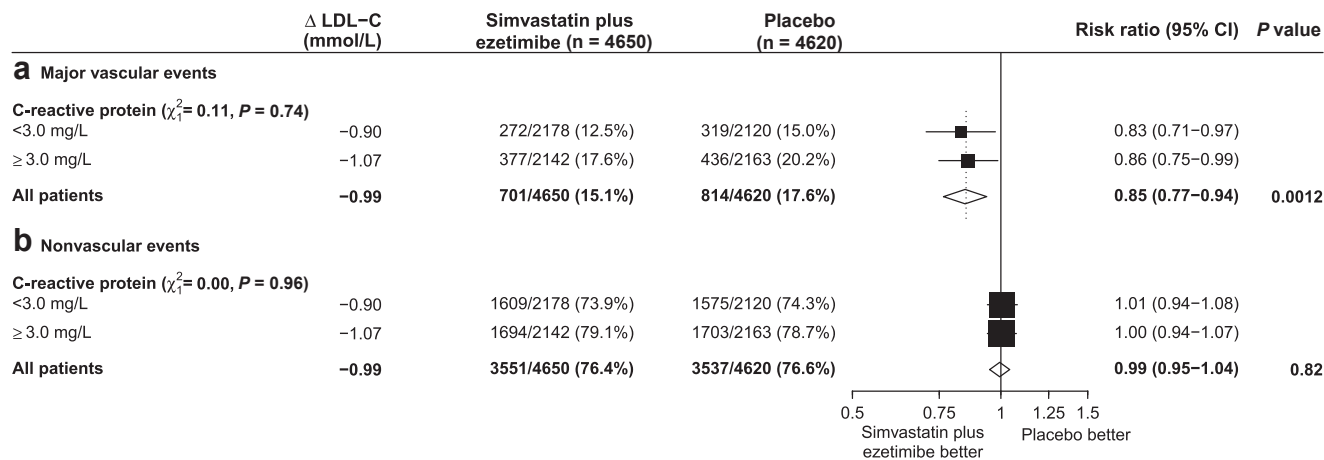 Δ LDL−C (mmol/L) Simvastatin plus ezetimibe (n = 4650) Placebo (n = 4620) Risk ratio (95% CI) P value
a Major vascular events
C-reactive protein (χ²₁= 0.11, P = 0.74)
<3.0 mg/L −0.90 272/2178 (12.5%) 319/2120 (15.0%) 0.83 (0.71−0.97)
≥ 3.0 mg/L −1.07 377/2142 (17.6%) 436/2163 (20.2%) 0.86 (0.75−0.99)
All patients −0.99 701/4650 (15.1%) 814/4620 (17.6%) 0.85 (0.77−0.94) 0.0012
b Nonvascular events
C-reactive protein (χ²₁= 0.00, P = 0.96)
<3.0 mg/L −0.90 1609/2178 (73.9%) 1575/2120 (74.3%) 1.01 (0.94−1.08)
≥ 3.0 mg/L −1.07 1694/2142 (79.1%) 1703/2163 (78.7%) 1.00 (0.94−1.07)
All patients −0.99 3551/4650 (76.4%) 3537/4620 (76.6%) 0.99 (0.95−1.04) 0.82
0.5 0.75 1 1.25 1.5
Simvastatin plus ezetimibe better Placebo better